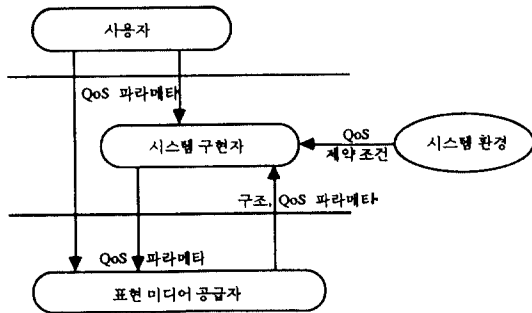 사용자
QoS 파라메타
시스템 구현자
QoS
제약 조건
시스템 환경
구조, QoS 파라메타
QoS 파라메타
표현 미디어 공급자